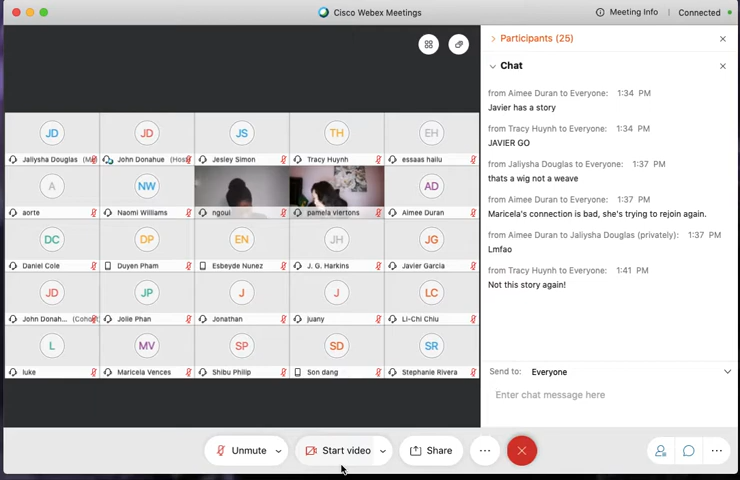 Cisco Webex Meetings
Meeting Info
Connected
Participants (25)
Chat
from Aimee Duran to Everyone: 1:34 PM
Javier has a story
from Tracy Huynh to Everyone: 1:34 PM
JAVIER GO
from Jaliysha Douglas to Everyone: 1:37 PM
thats a wig not a weave
from Aimee Duran to Everyone: 1:37 PM
Maricela's connection is bad, she's trying to rejoin again.
from Aimee Duran to Jaliysha Douglas (privately): 1:37 PM
Lmfao
from Tracy Huynh to Everyone: 1:41 PM
Not this story again!
Send to: Everyone
Enter chat message here
JD
JD
JS
TH
EH
Jaliysha Douglas
John Donahue
Jesley Simon
Tracy Huynh
essaas hailu
A
NW
AD
aorte
Naomi Williams
ngoul
pamela viertons
Aimee Duran
DC
DP
EN
JH
JG
Daniel Cole
Duyen Pham
Esbeyde Nunez
J. G. Harkins
Javier Garcia
JD
JP
J
J
LC
John Donah...
Jolie Phan
Jonathan
juany
Li-Chi Chiu
L
MV
SP
SD
SR
luke
Maricela Vences
Shibu Philip
Son dang
Stephanie Rivera
Unmute
Start video
Share